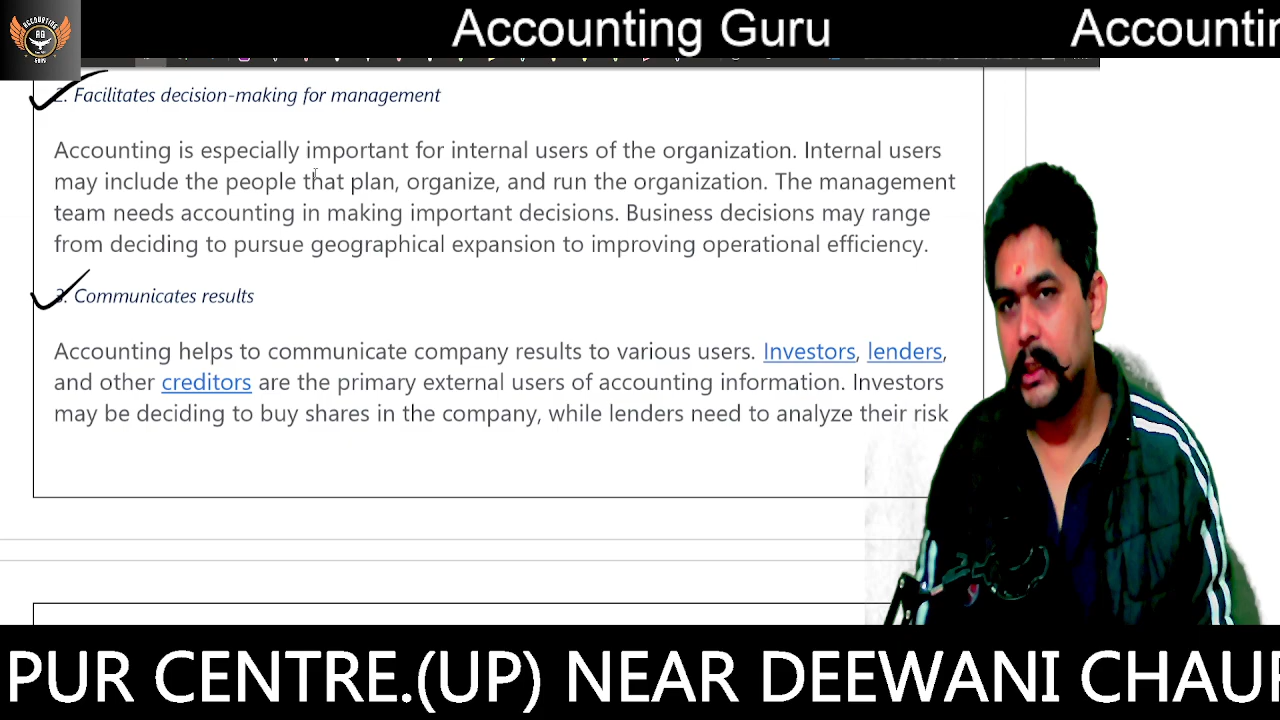 Accounting Guru
ACCOUNTING
AG
GURU
2. Facilitates decision-making for management
Accounting is especially important for internal users of the organization. Internal users
may include the people that plan, organize, and run the organization. The management
team needs accounting in making important decisions. Business decisions may range
from deciding to pursue geographical expansion to improving operational efficiency.
3. Communicates results
Accounting helps to communicate company results to various users. Investors, lenders,
and other creditors are the primary external users of accounting information. Investors
may be deciding to buy shares in the company, while lenders need to analyze their risk
PUR CENTRE.(UP) NEAR DEEWANI CHAU